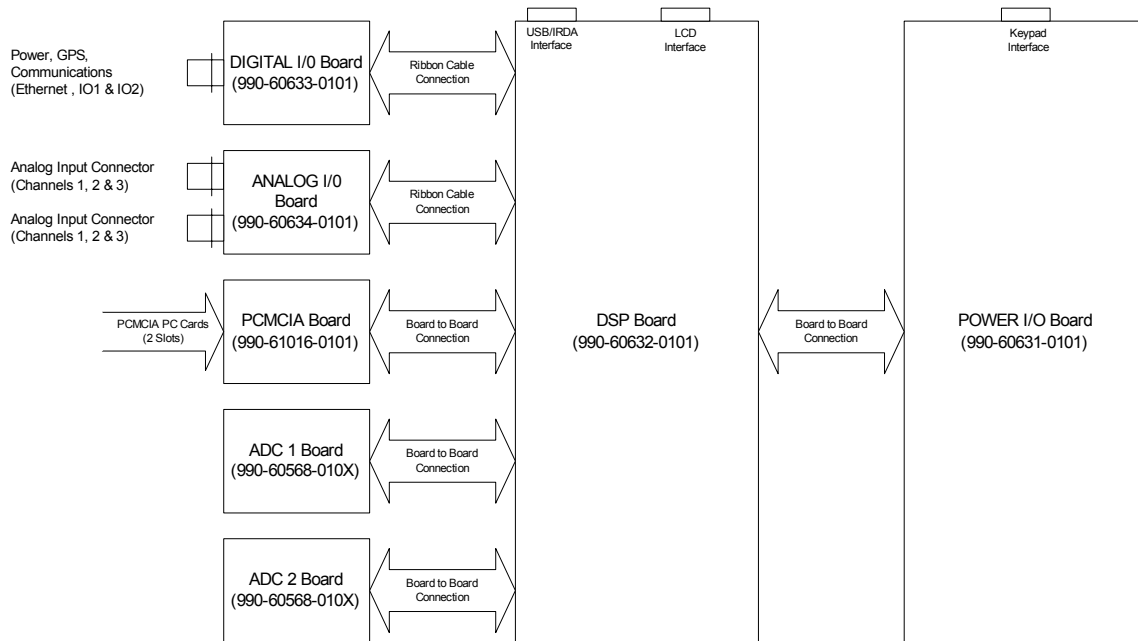 USB/IRDA
Interface
LCD
Interface
Keypad
Interface
Power, GPS,
Communications
(Ethernet , IO1 & IO2)
DIGITAL I/0 Board
(990-60633-0101)
Ribbon Cable
Connection
Analog Input Connector
(Channels 1, 2 & 3)
Analog Input Connector
(Channels 1, 2 & 3)
ANALOG I/0
Board
(990-60634-0101)
Ribbon Cable
Connection
PCMCIA PC Cards
(2 Slots)
PCMCIA Board
(990-61016-0101)
Board to Board
Connection
DSP Board
(990-60632-0101)
Board to Board
Connection
POWER I/O Board
(990-60631-0101)
ADC 1 Board
(990-60568-010X)
Board to Board
Connection
ADC 2 Board
(990-60568-010X)
Board to Board
Connection